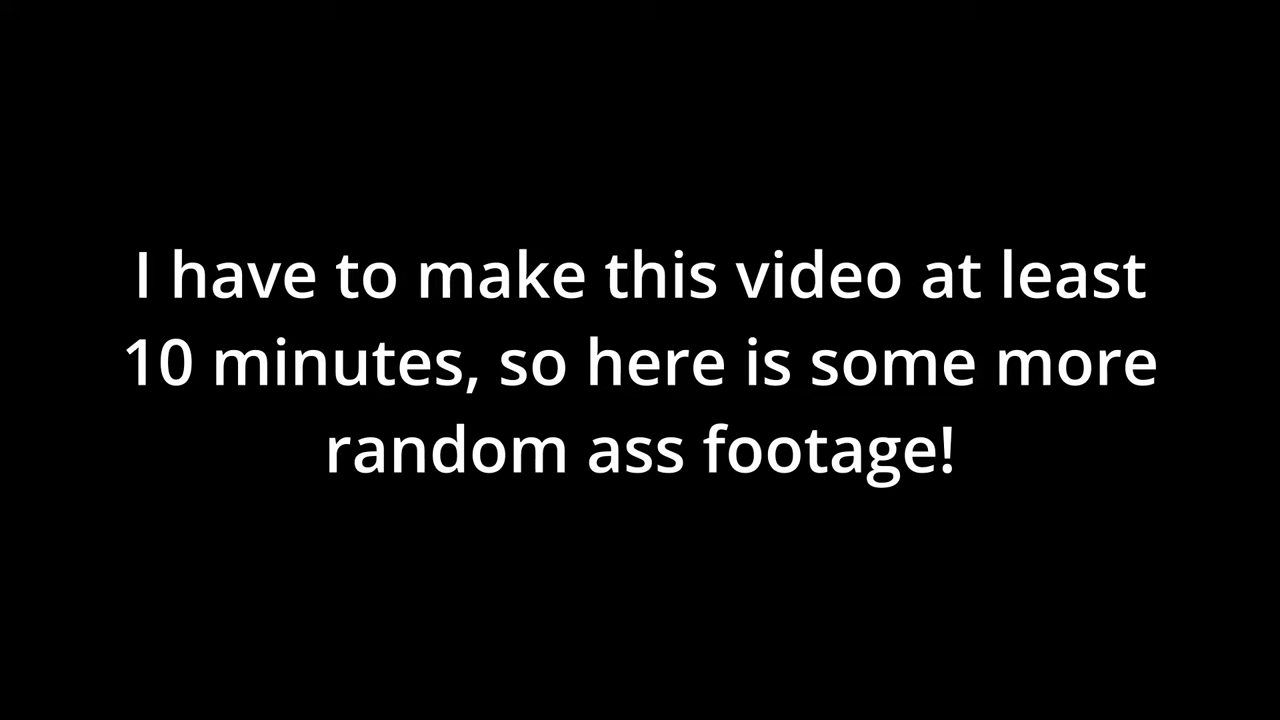 I have to make this video at least
10 minutes, so here is some more
random ass footage!